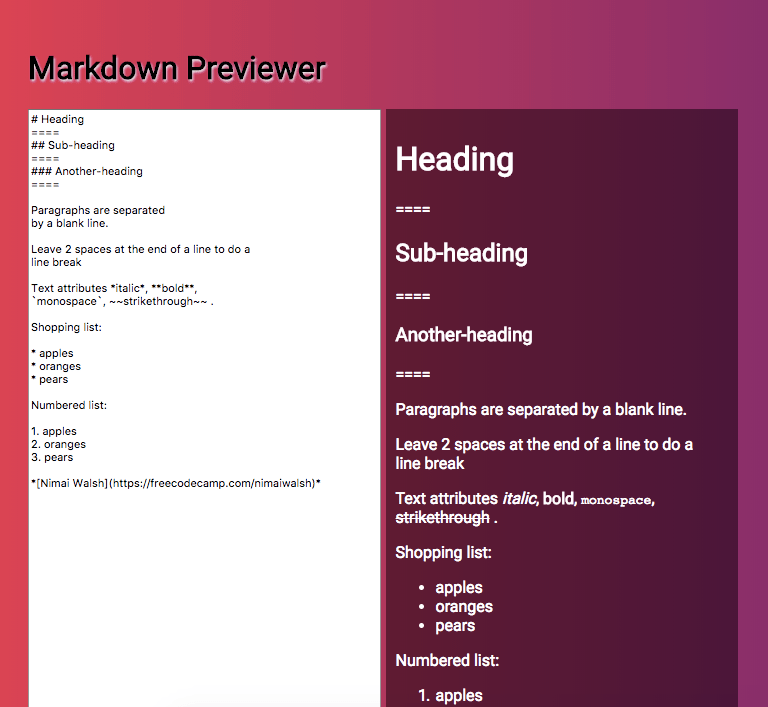 Markdown Previewer
# Heading
====
## Sub-heading
====
### Another-heading
====
Paragraphs are separated
by a blank line.
Leave 2 spaces at the end of a line to do a
line break
Text attributes *italic*, **bold**,
`monospace`, ~~strikethrough~~ .
Shopping list:
* apples
* oranges
* pears
Numbered list:
1. apples
2. oranges
3. pears
*[Nimai Walsh](https://freecodecamp.com/nimaiwalsh)*
Heading
====
Sub-heading
====
Another-heading
====
Paragraphs are separated by a blank line.
Leave 2 spaces at the end of a line to do a
line break
Text attributes italic, bold, monospace,
strikethrough .
Shopping list:
• apples
• oranges
• pears
Numbered list:
1. apples